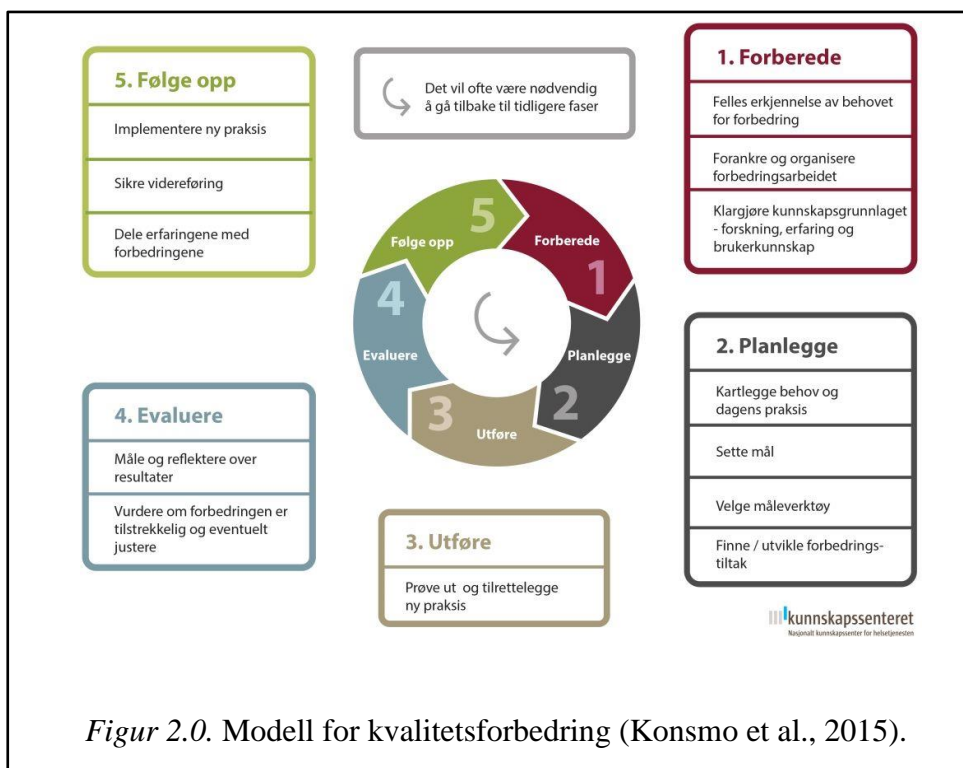 5. Følge opp
Implementere ny praksis
Sikre videreføring
Dele erfaringene med
forbedringene
Det vil ofte være nødvendig
å gå tilbake til tidligere faser
1. Forberede
Felles erkjennelse av behovet
for forbedring
Forankre og organisere
forbedringsarbeidet
Klargjøre kunnskapsgrunnlaget
- forskning, erfaring og
brukerkunnskap
5
Følge opp
Forberede
1
4
Evaluere
Planlegge
2
3
Utføre
2. Planlegge
Kartlegge behov og
dagens praksis
Sette mål
Velge måleverktøy
Finne / utvikle forbedrings-
tiltak
4. Evaluere
Måle og reflektere over
resultater
Vurdere om forbedringen er
tilstrekkelig og eventuelt
justere
3. Utføre
Prøve ut og tilrettelegge
ny praksis
kunnskapssenteret
Nasjonalt kunnskapssenter for helsetjenesten
Figur 2.0. Modell for kvalitetsforbedring (Konsmo et al., 2015).